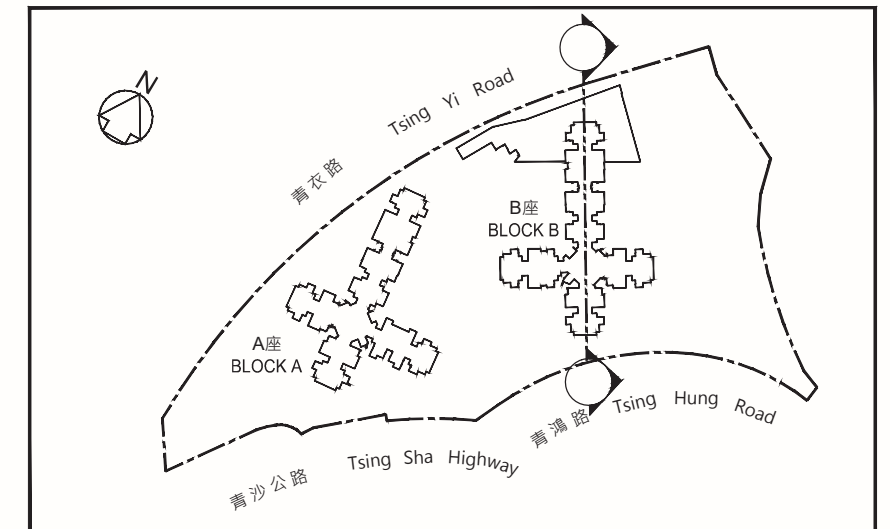 N
Tsing Yi Road
青衣路
B座
BLOCK B
A座
BLOCK A
青鴻路
Tsing Hung Road
青沙公路
Tsing Sha Highway